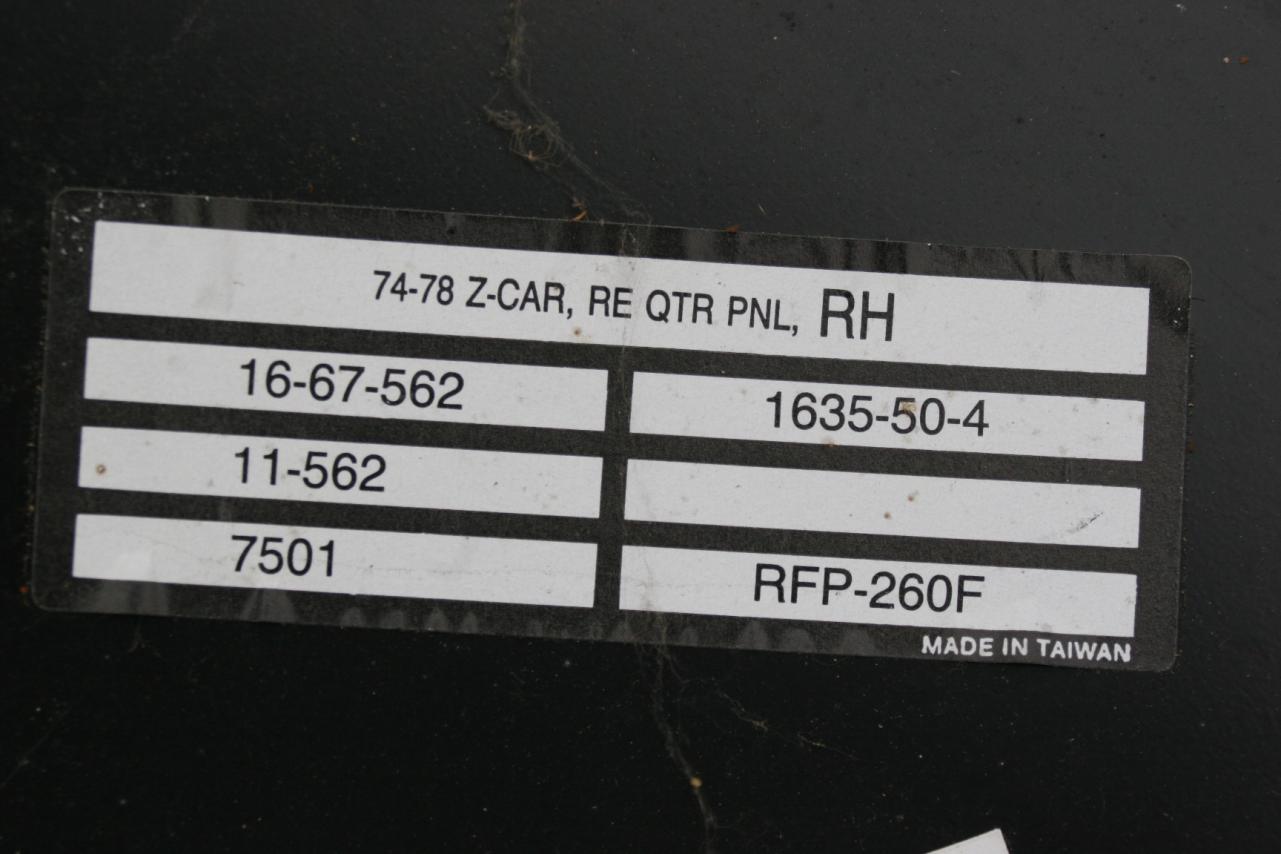 74-78 Z-CAR, RE QTR PNL, RH
16-67-562 1635-50-4
11-562
7501 RFP-260F
MADE IN TAIWAN